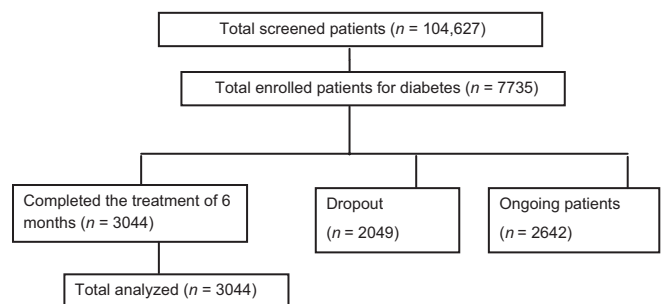 Total screened patients (n = 104,627)
Total enrolled patients for diabetes (n = 7735)
Completed the treatment of 6
months (n = 3044)
Dropout
(n = 2049)
Ongoing patients
(n = 2642)
Total analyzed (n = 3044)